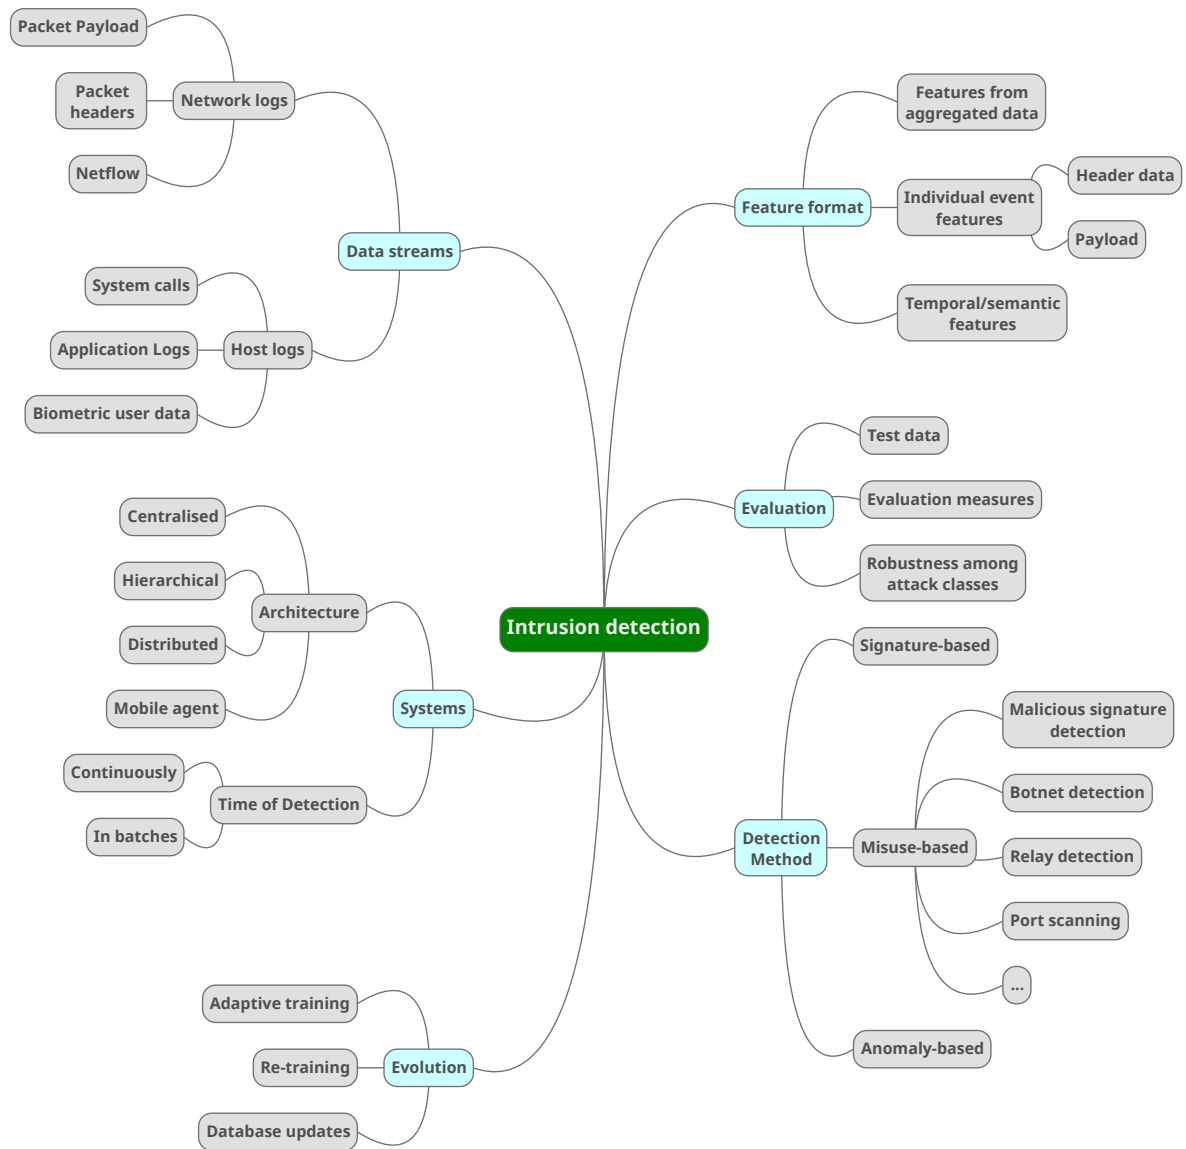 Intrusion detection
Data streams
Network logs
Packet Payload
Packet
headers
Netflow
Host logs
System calls
Application Logs
Biometric user data
Systems
Architecture
Centralised
Hierarchical
Distributed
Mobile agent
Time of Detection
Continuously
In batches
Evolution
Adaptive training
Re-training
Database updates
Feature format
Features from
aggregated data
Individual event
features
Header data
Payload
Temporal/semantic
features
Evaluation
Test data
Evaluation measures
Robustness among
attack classes
Detection
Method
Signature-based
Misuse-based
Malicious signature
detection
Botnet detection
Relay detection
Port scanning
...
Anomaly-based